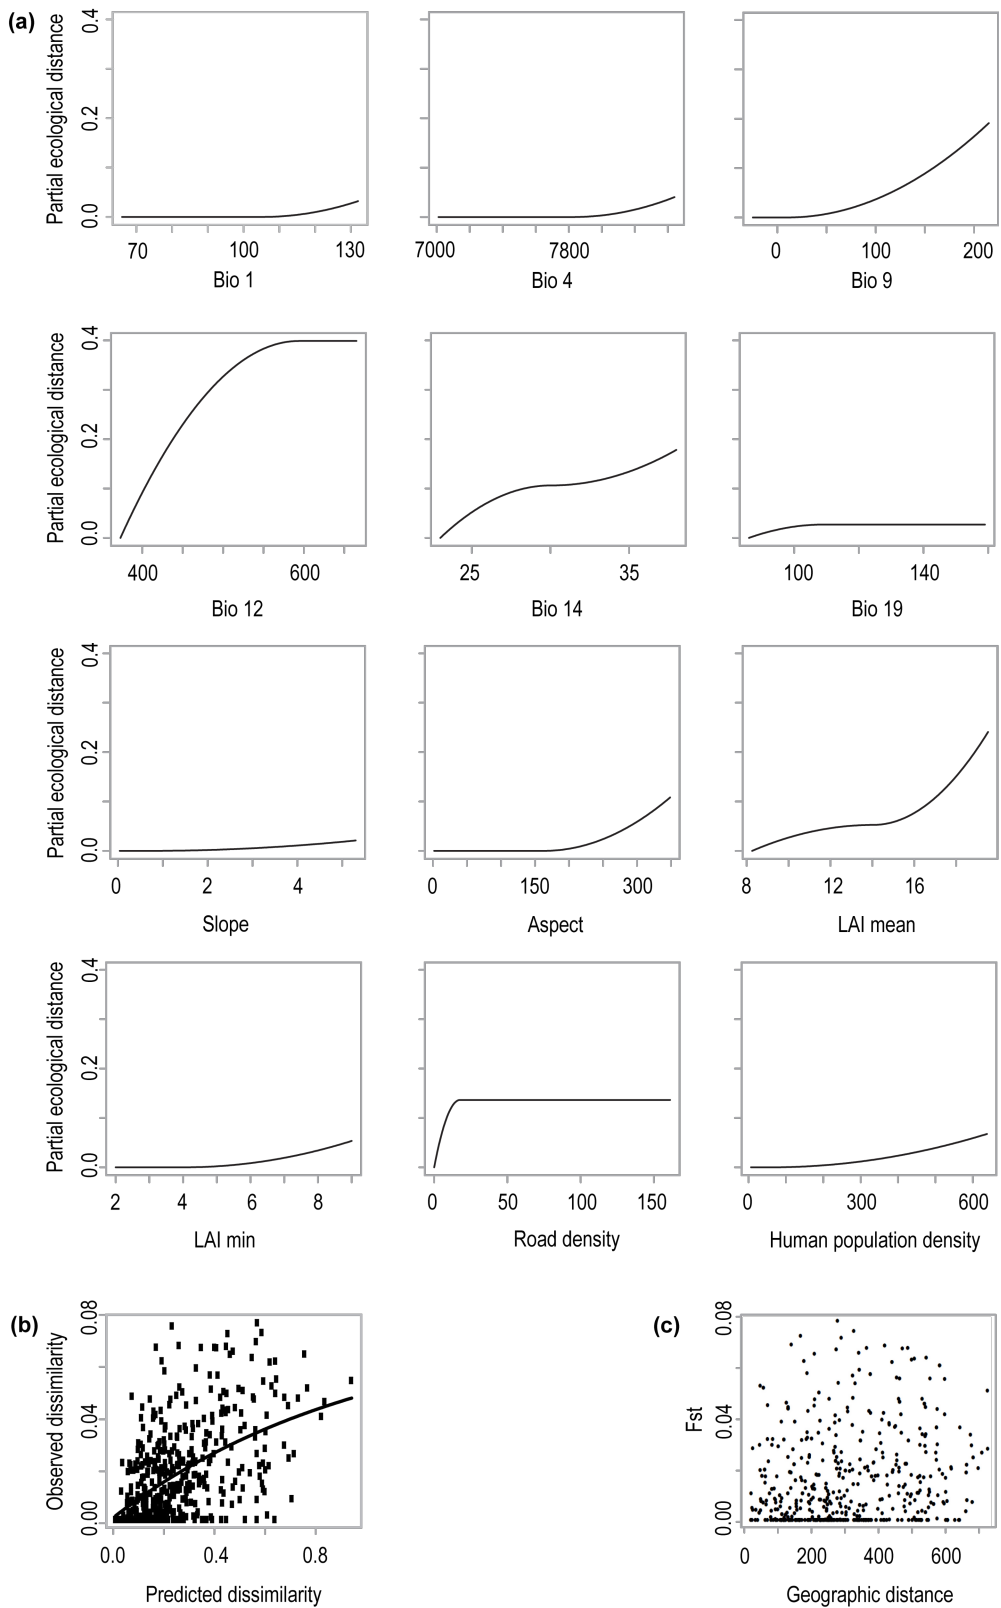 (a)
Partial ecological distance
0.0 0.2 0.4
70 100 130
Bio 1
7000 7800
Bio 4
0 100 200
Bio 9
Partial ecological distance
0.0 0.2 0.4
400 600
Bio 12
25 35
Bio 14
100 140
Bio 19
Partial ecological distance
0.0 0.2 0.4
0 2 4
Slope
0 150 300
Aspect
8 12 16
LAI mean
Partial ecological distance
0.0 0.2 0.4
2 4 6 8
LAI min
0 50 100 150
Road density
0 300 600
Human population density
(b)
Observed dissimilarity
0.00 0.04 0.08
0.0 0.4 0.8
Predicted dissimilarity
(c)
Fst
0.00 0.04 0.08
0 200 400 600
Geographic distance